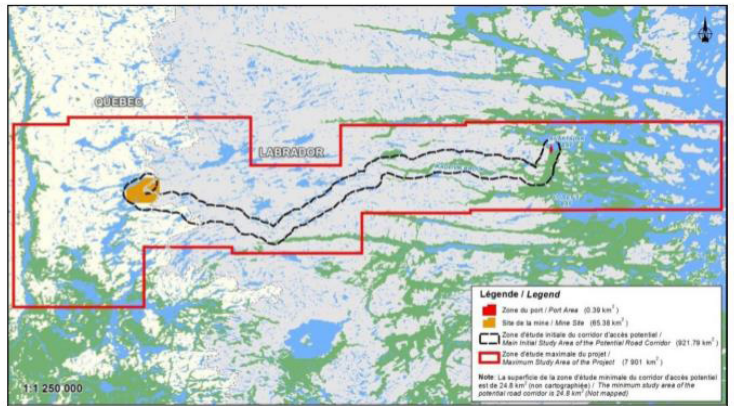 QUÉBEC
LABRADOR
Légende / Legend
Zone du port / Port Area (0.39 km²)
Site de la mine / Mine Site (65.38 km²)
Zone d'étude initiale du corridor d'accès potentiel /
Main Initial Study Area of the Potential Road Corridor (921.79 km²)
Zone d'étude maximale du projet /
Maximum Study Area of the Project (7 901 km²)
Note: La superficie de la zone d'étude minimale du corridor d'accès potentiel
est de 24.8 km² (non cartographiée) / The minimum study area of the
potential road corridor is 24.8 km² (Not mapped)
1:1 250 000